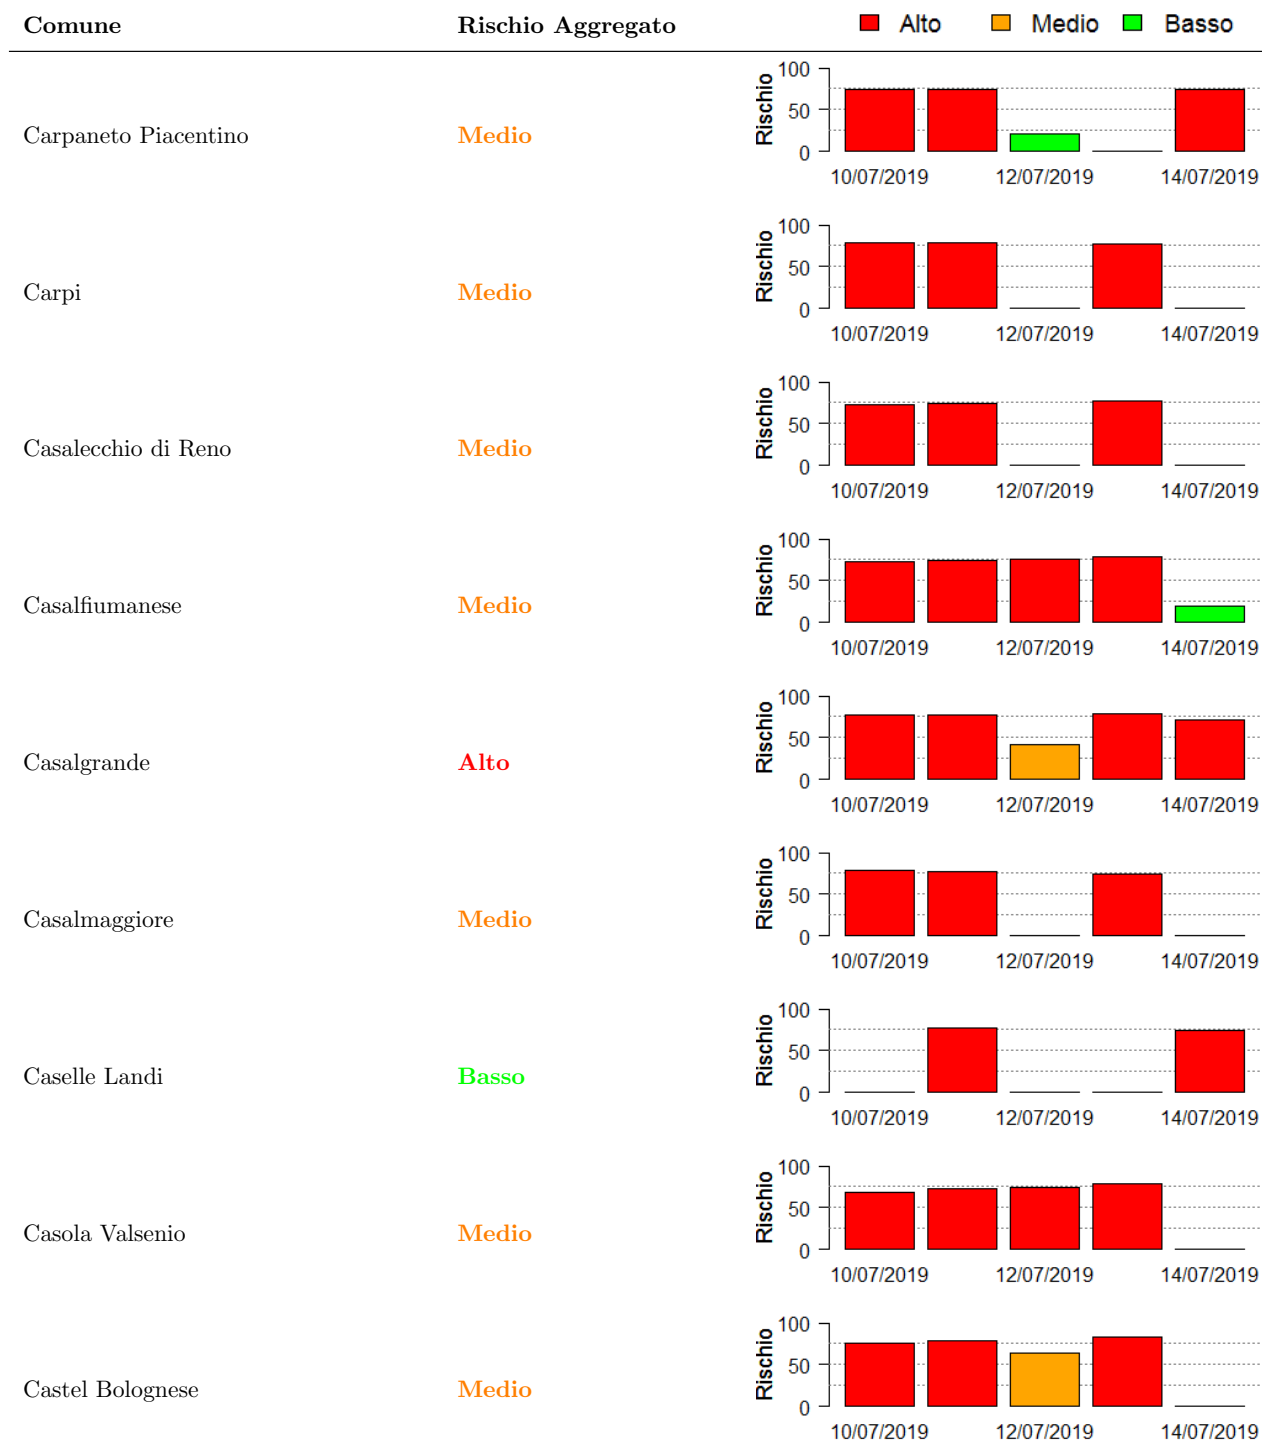 Comune Rischio Aggregato Alto Medio Basso
Carpaneto Piacentino Medio Rischio 100 50 0
10/07/2019 12/07/2019 14/07/2019
Carpi Medio Rischio 100 50 0
10/07/2019 12/07/2019 14/07/2019
Casalecchio di Reno Medio Rischio 100 50 0
10/07/2019 12/07/2019 14/07/2019
Casalfiumanese Medio Rischio 100 50 0
10/07/2019 12/07/2019 14/07/2019
Casalgrande Alto Rischio 100 50 0
10/07/2019 12/07/2019 14/07/2019
Casalmaggiore Medio Rischio 100 50 0
10/07/2019 12/07/2019 14/07/2019
Caselle Landi Basso Rischio 100 50 0
10/07/2019 12/07/2019 14/07/2019
Casola Valsenio Medio Rischio 100 50 0
10/07/2019 12/07/2019 14/07/2019
Castel Bolognese Medio Rischio 100 50 0
10/07/2019 12/07/2019 14/07/2019